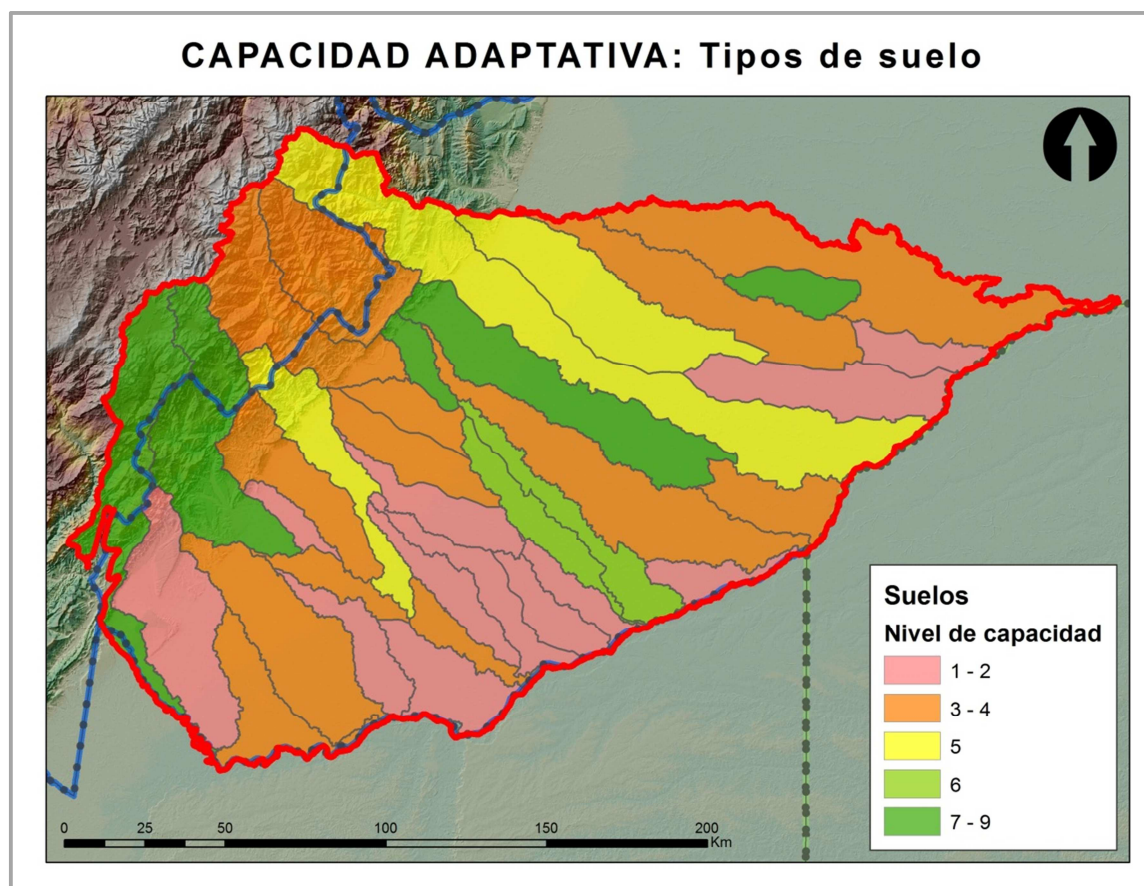 CAPACIDAD ADAPTATIVA: Tipos de suelo
Suelos
Nivel de capacidad
1 - 2
3 - 4
5
6
7 - 9
0 25 50 100 150 200
Km